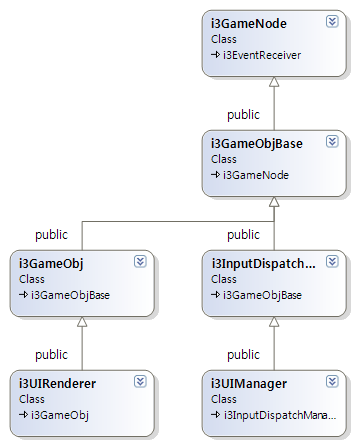 i3GameNode
Class
i3EventReceiver
public
i3GameObjBase
Class
i3GameNode
public
public
i3GameObj
Class
i3GameObjBase
i3InputDispatch...
Class
i3GameObjBase
public
public
i3UIRenderer
Class
i3GameObj
i3UIManager
Class
i3InputDispatchMana...